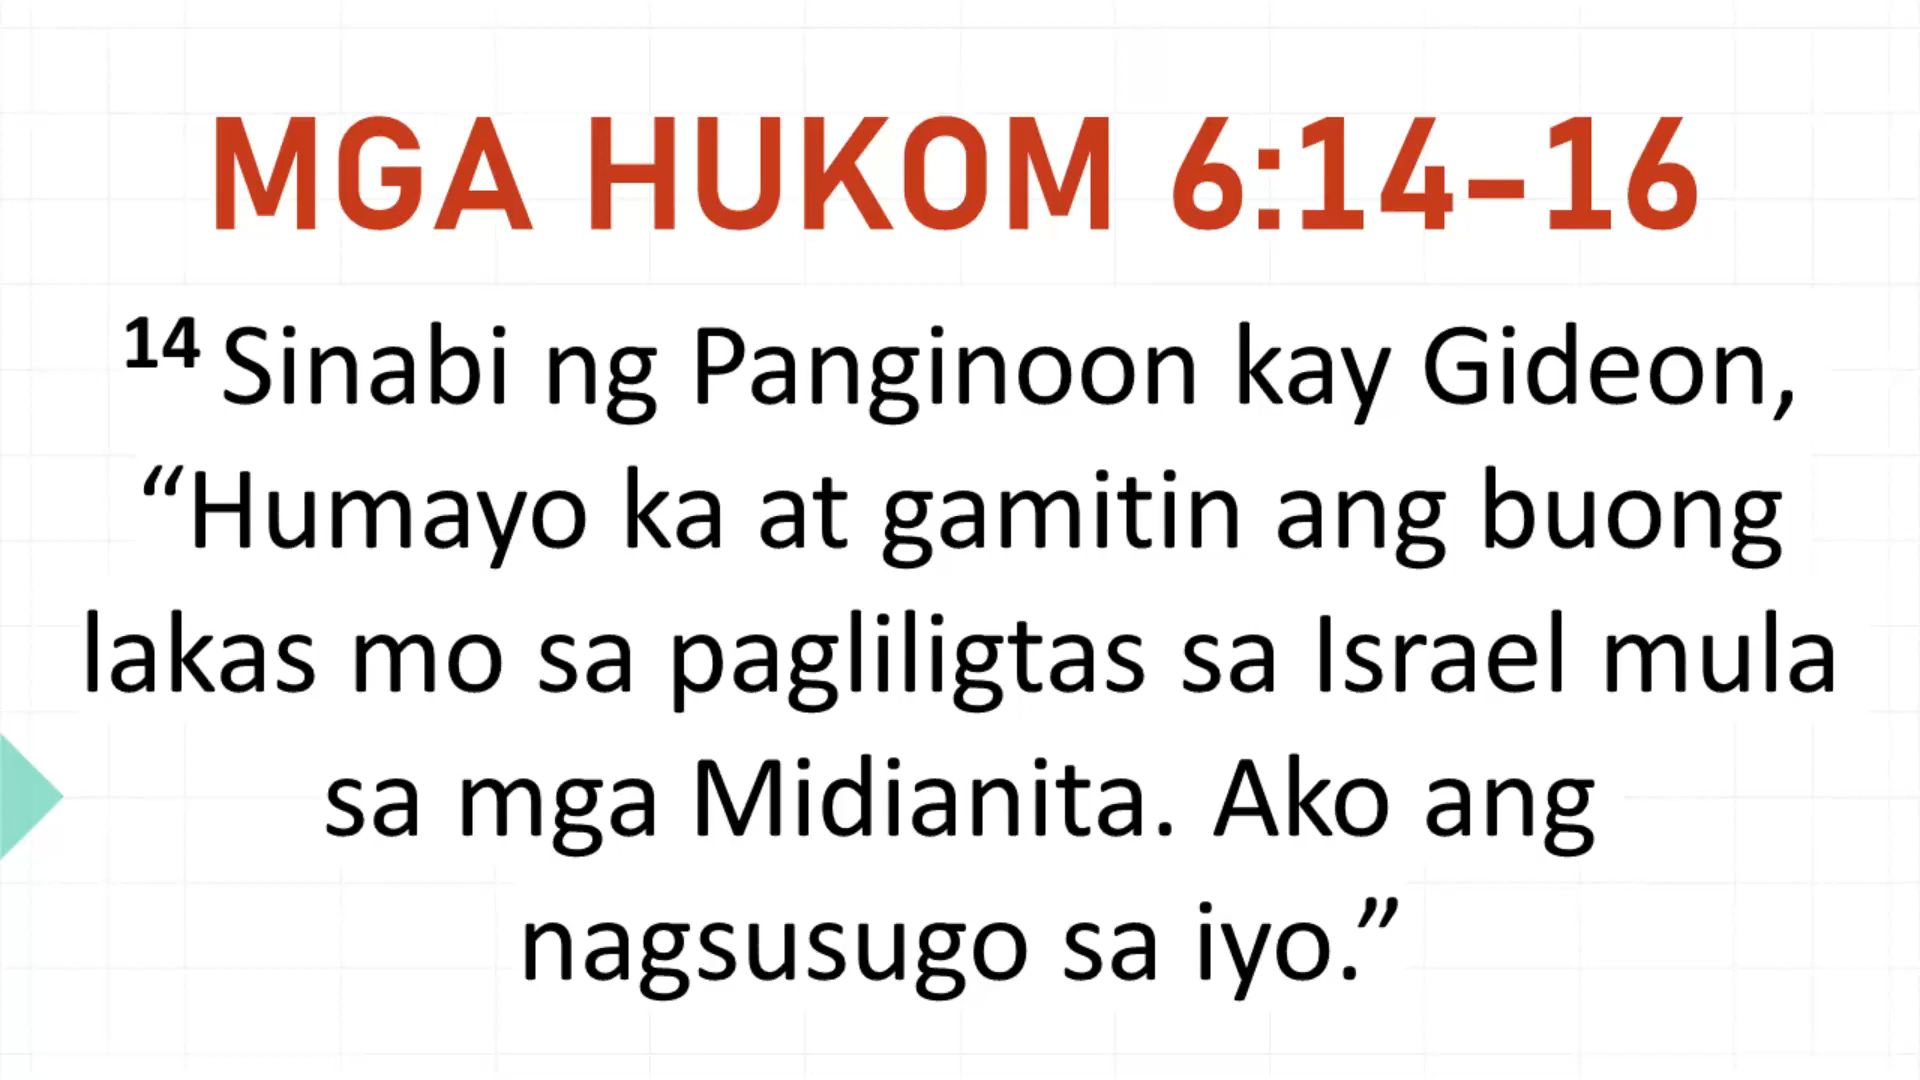 MGA HUKOM 6:14-16
14 Sinabi ng Panginoon kay Gideon,
“Humayo ka at gamitin ang buong
lakas mo sa pagliligtas sa Israel mula
sa mga Midianita. Ako ang
nagsusugo sa iyo.”